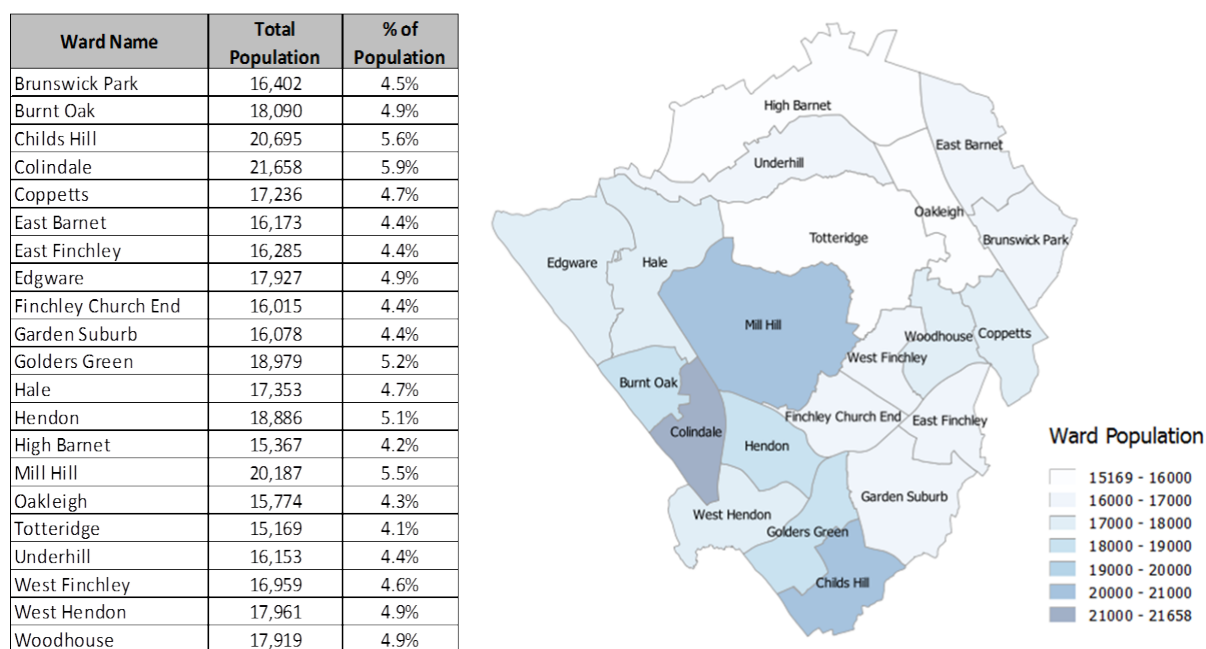 Ward Name Total Population % of Population
Brunswick Park 16,402 4.5%
Burnt Oak 18,090 4.9%
Childs Hill 20,695 5.6%
Colindale 21,658 5.9%
Coppetts 17,236 4.7%
East Barnet 16,173 4.4%
East Finchley 16,285 4.4%
Edgware 17,927 4.9%
Finchley Church End 16,015 4.4%
Garden Suburb 16,078 4.4%
Golders Green 18,979 5.2%
Hale 17,353 4.7%
Hendon 18,886 5.1%
High Barnet 15,367 4.2%
Mill Hill 20,187 5.5%
Oakleigh 15,774 4.3%
Totteridge 15,169 4.1%
Underhill 16,153 4.4%
West Finchley 16,959 4.6%
West Hendon 17,961 4.9%
Woodhouse 17,919 4.9%
High Barnet
East Barnet
Underhill
Oakleigh
Totteridge
Brunswick Park
Edgware
Hale
Mill Hill
Woodhouse
Coppetts
West Finchley
Burnt Oak
Finchley Church End
East Finchley
Colindale
Hendon
Garden Suburb
West Hendon
Golders Green
Childs Hill
Ward Population
15169 - 16000
16000 - 17000
17000 - 18000
18000 - 19000
19000 - 20000
20000 - 21000
21000 - 21658